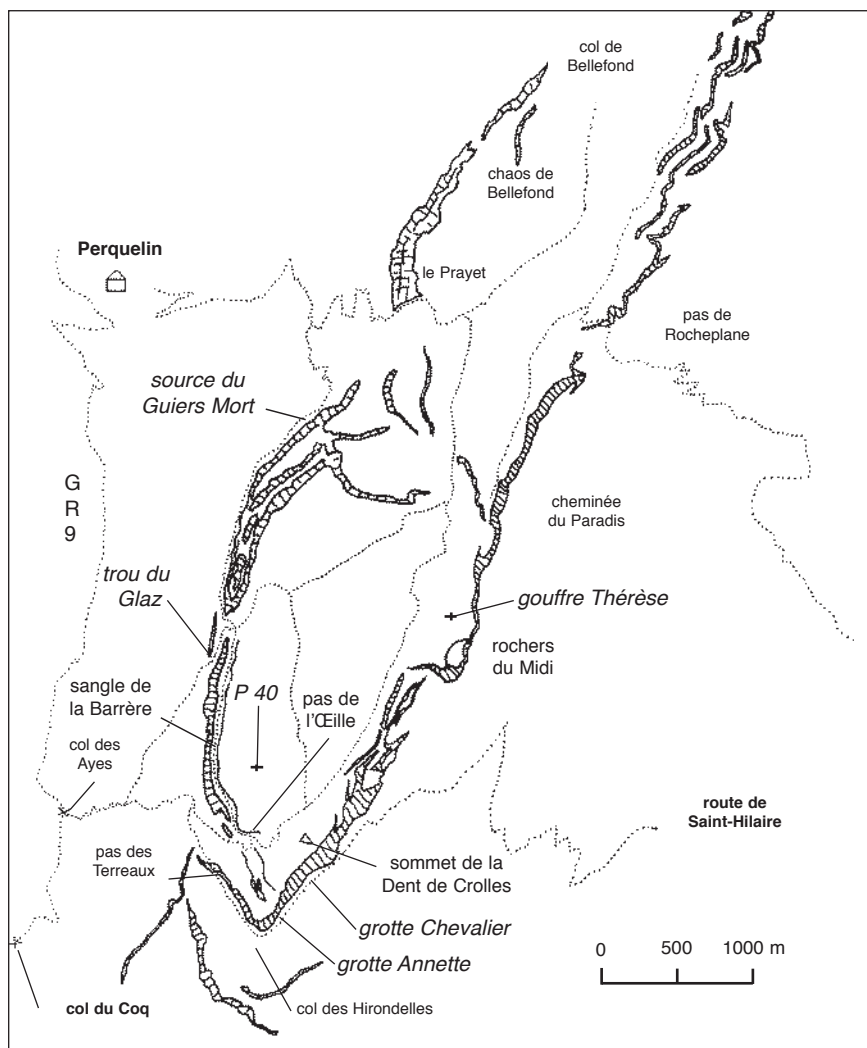 col de
Bellefond
chaos de
Bellefond
Perquelin
le Prayet
pas de
Rocheplane
source du
Guiers Mort
G
R
9
cheminée
du Paradis
trou du
Glaz
gouffre Thérèse
rochers
du Midi
sangle de
la Barrère
P 40
pas de
l'Œille
col des
Ayes
route de
Saint-Hilaire
pas des
Terreaux
sommet de la
Dent de Crolles
grotte Chevalier
0 500 1000 m
grotte Annette
col du Coq
col des Hirondelles